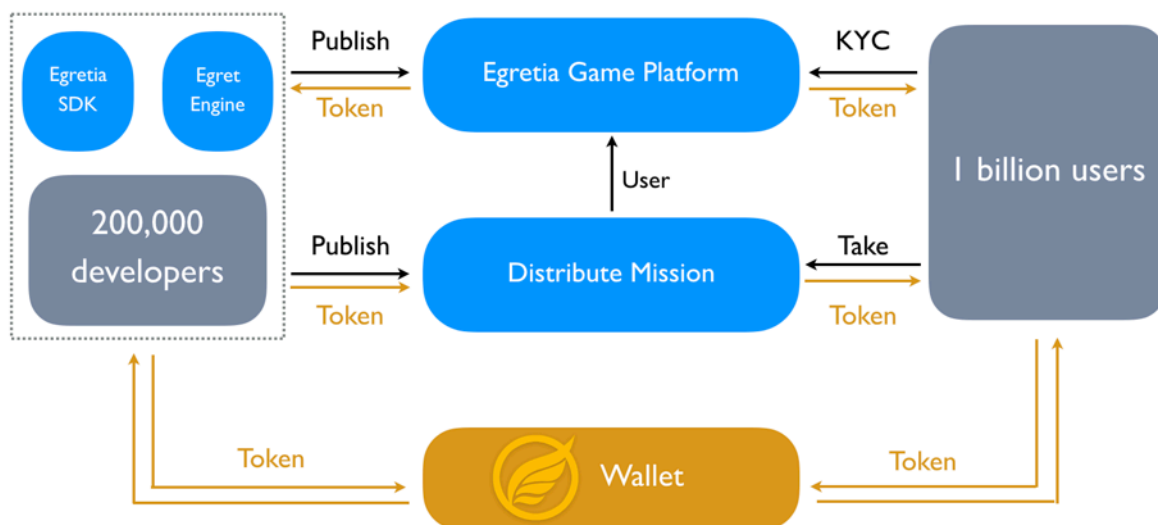 Publish
KYC
Egretia
SDK
Egret
Engine
Egretia Game Platform
Token
Token
1 billion users
User
200,000
developers
Publish
Take
Distribute Mission
Token
Token
Token
Wallet
Token